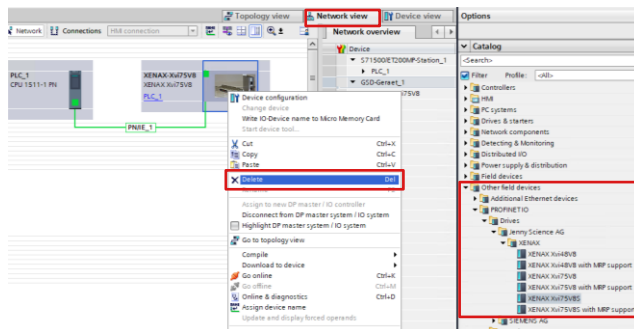 Topology view
Network view
Device view
Options
Network
Connections
HMI connection
Network overview
Device
S71500/ET200MP-Station_1
PLC_1
GSD-Geraet_1
PLC_1
CPU 1511-1 PN
XENAX-Xvi75V8
XENAX Xvi75V8
PLC_1
PN/IE_1
Device configuration
Change device
Write IO-Device name to Micro Memory Card
Start device tool...
Cut Ctrl+X
Copy Ctrl+C
Paste Ctrl+V
Delete Del
Assign to new DP master / IO controller
Disconnect from DP master system / IO system
Highlight DP master system / IO system
Go to topology view
Compile
Download to device
Go online Ctrl+K
Go offline Ctrl+M
Online & diagnostics Ctrl+D
Assign device name
Update and display forced operands
Catalog
<Search>
Filter Profile: <All>
Controllers
HMI
PC systems
Drives & starters
Network components
Detecting & Monitoring
Distributed I/O
Power supply & distribution
Field devices
Other field devices
Additional Ethernet devices
PROFINET IO
Drives
Jenny Science AG
XENAX
XENAX Xvi48V8
XENAX Xvi48V8 with MRP support
XENAX Xvi75V8
XENAX Xvi75V8 with MRP support
XENAX Xvi75V8S
XENAX Xvi75V8S with MRP support
SIEMENS AG